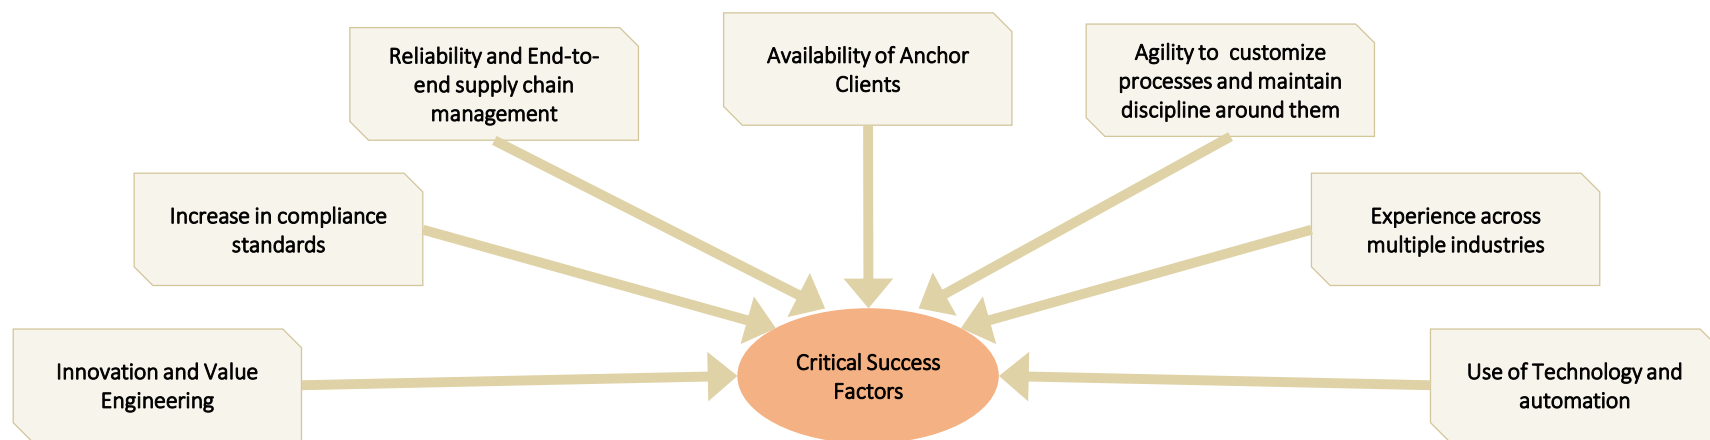 Reliability and End-to-
end supply chain
management
Availability of Anchor
Clients
Agility to  customize
processes and maintain
discipline around them
Increase in compliance
standards
Experience across
multiple industries
Innovation and Value
Engineering
Critical Success
Factors
Use of Technology and
automation